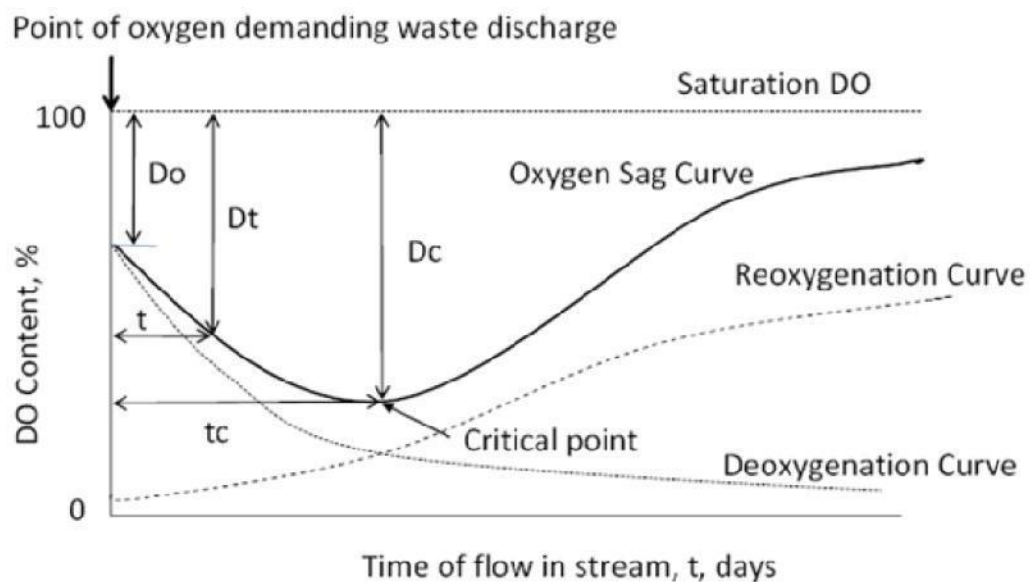 Point of oxygen demanding waste discharge
Saturation DO
100
Do
Oxygen Sag Curve
Dt
Dc
Reoxygenation Curve
DO Content, %
t
tc
Critical point
Deoxygenation Curve
0
Time of flow in stream, t, days